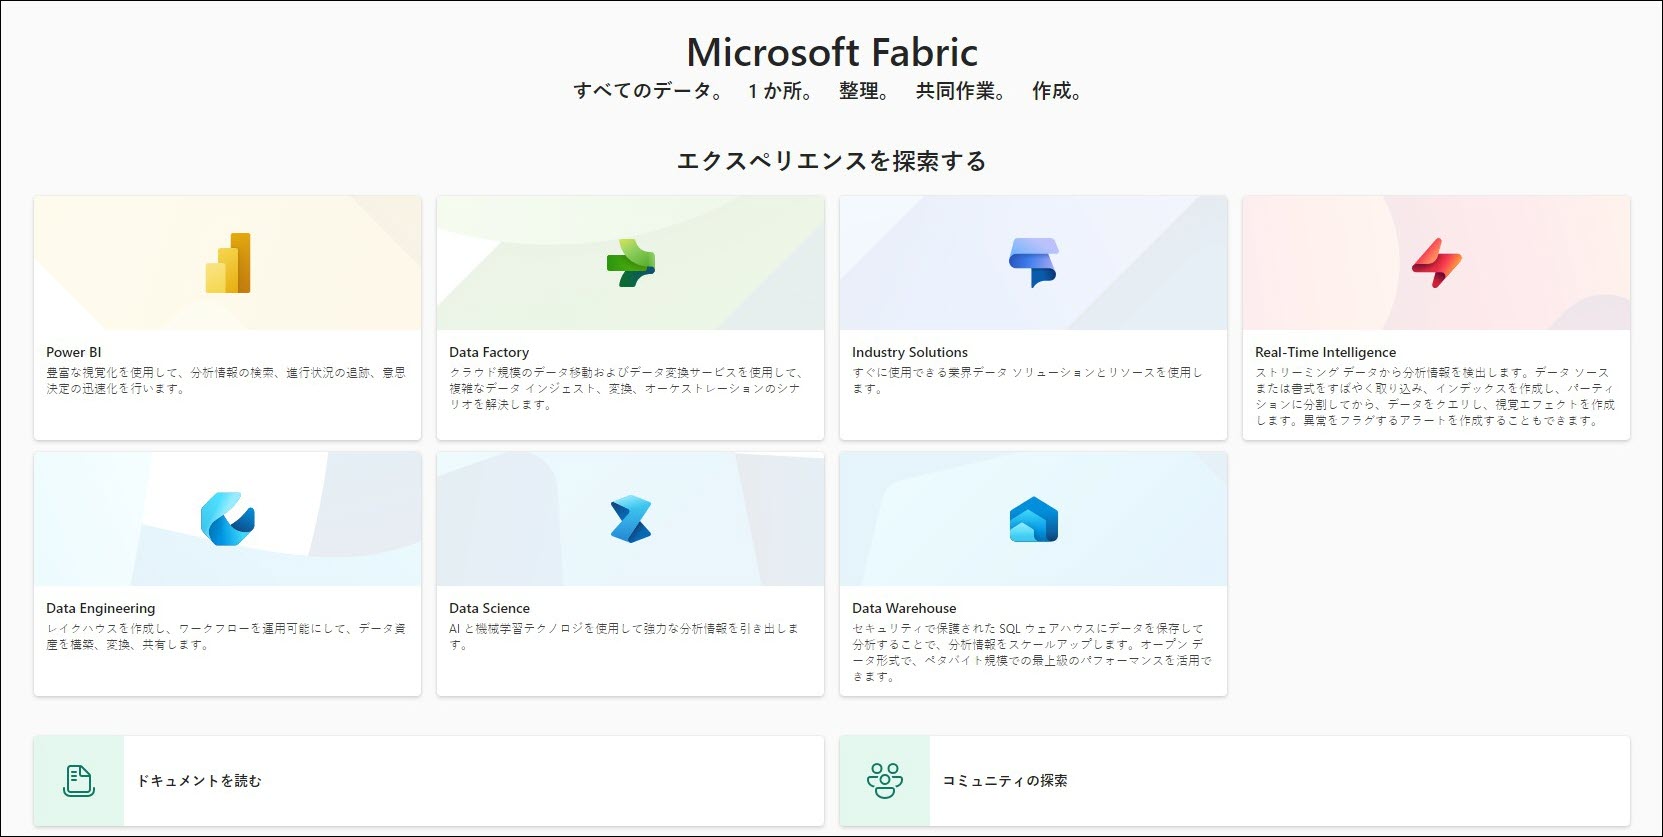 Microsoft Fabric
すべてのデータ。 1 か所。 整理。 共同作業。 作成。
エクスペリエンスを探索する
Power BI
豊富な視覚化を使用して、分析情報の検索、進行状況の追跡、意思
決定の迅速化を行います。
Data Factory
クラウド規模のデータ移動およびデータ変換サービスを使用して、
複雑なデータ インジェスト、変換、オーケストレーションのシナ
リオを解決します。
Industry Solutions
すぐに使用できる業界データ ソリューションとリソースを使用し
ます。
Real-Time Intelligence
ストリーミング データから分析情報を検出します。データ ソース
または書式をすばやく取り込み、インデックスを作成し、パーティ
ションに分割してから、データをクエリし、視覚エフェクトを作成
します。異常をフラグするアラートを作成することもできます。
Data Engineering
レイクハウスを作成し、ワークフローを運用可能にして、データ資
産を構築、変換、共有します。
Data Science
AI と機械学習テクノロジを使用して強力な分析情報を引き出しま
す。
Data Warehouse
セキュリティで保護された SQL ウェアハウスにデータを保存して
分析することで、分析情報をスケールアップします。オープン デ
ータ形式で、ペタバイト規模での最上級のパフォーマンスを活用で
きます。
ドキュメントを読む
コミュニティの探索